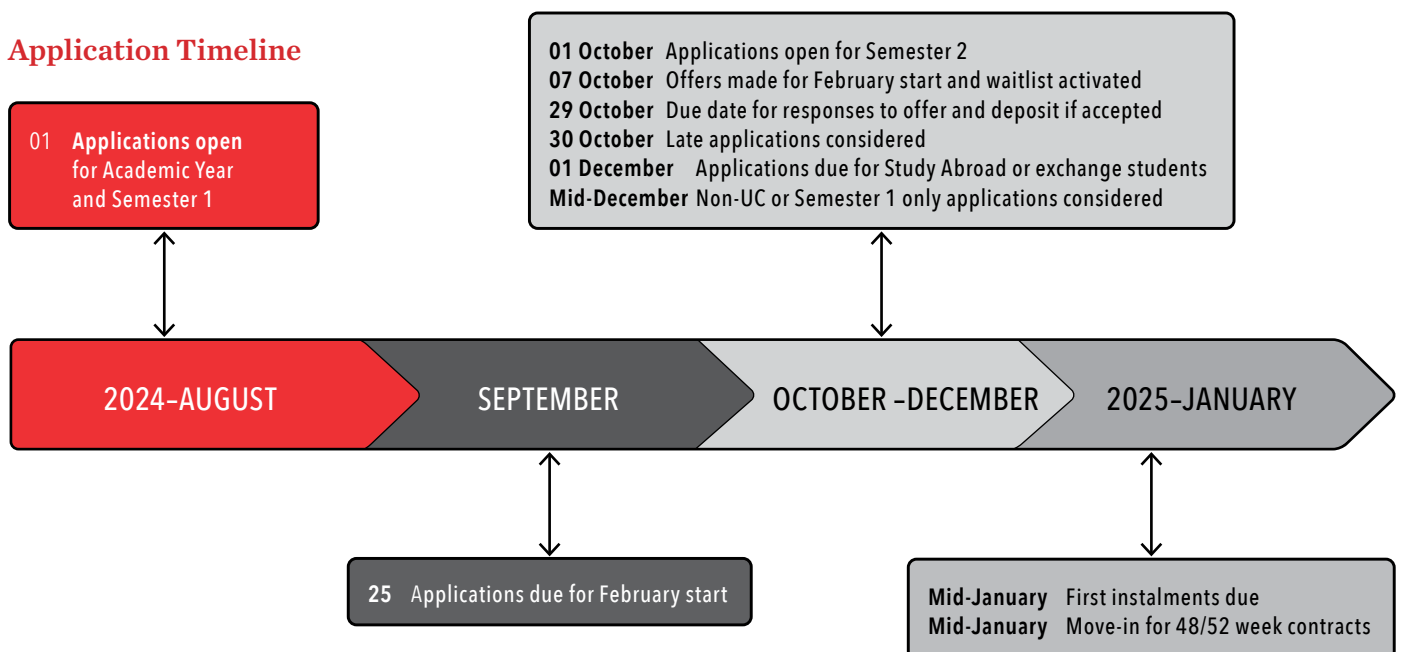 Application Timeline
01 Applications open
for Academic Year
and Semester 1
01 October Applications open for Semester 2
07 October Offers made for February start and waitlist activated
29 October Due date for responses to offer and deposit if accepted
30 October Late applications considered
01 December Applications due for Study Abroad or exchange students
Mid-December Non-UC or Semester 1 only applications considered
2024–AUGUST
SEPTEMBER
OCTOBER –DECEMBER
2025–JANUARY
25 Applications due for February start
Mid-January First instalments due
Mid-January Move-in for 48/52 week contracts